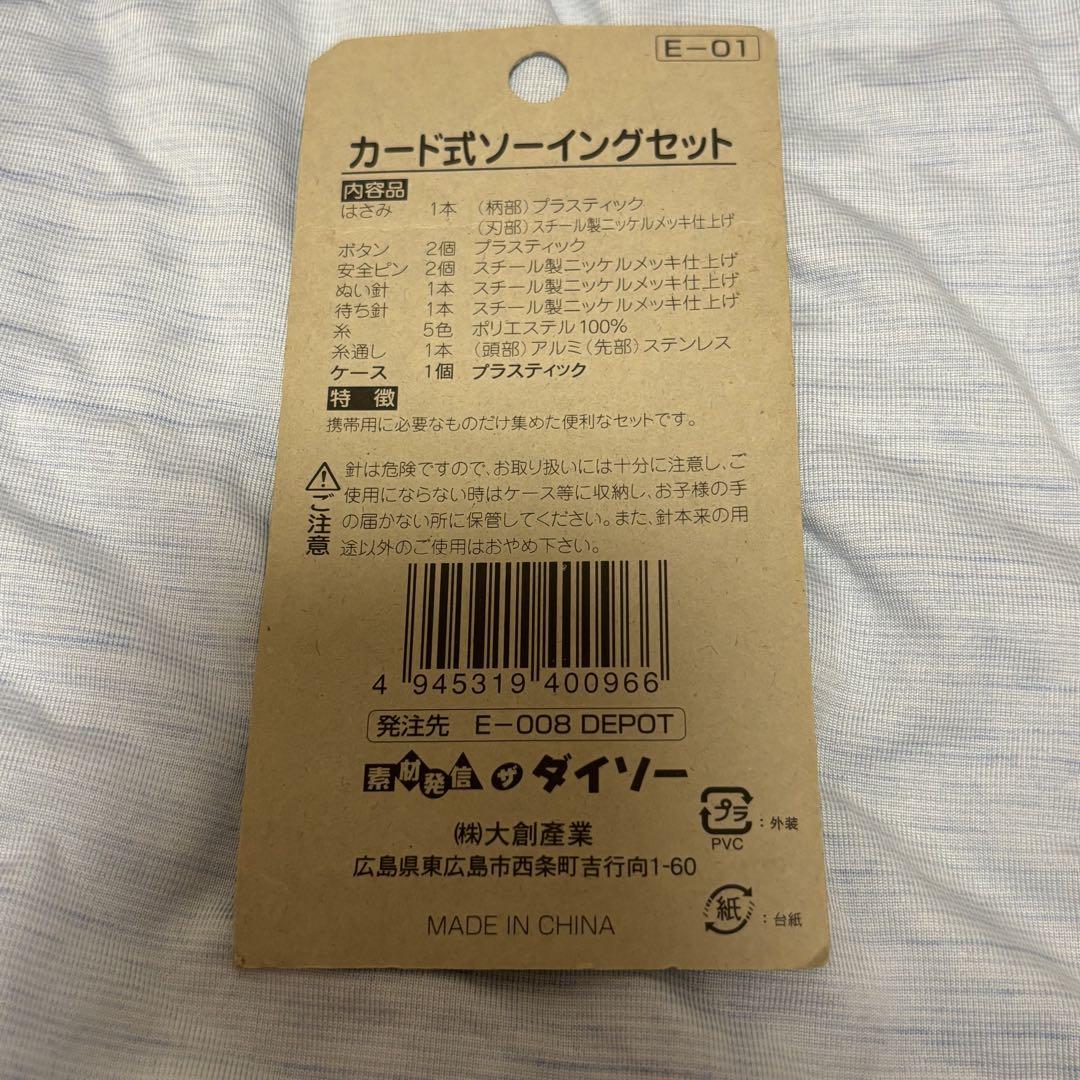 E-01
カード式ソーイングセット
内容品
はさみ 1本 (柄部)プラスティック
(刃部)スチール製ニッケルメッキ仕上げ
ボタン 2個 プラスティック
安全ピン 2個 スチール製ニッケルメッキ仕上げ
ぬい針 1本 スチール製ニッケルメッキ仕上げ
待ち針 1本 スチール製ニッケルメッキ仕上げ
糸 5色 ポリエステル100%
糸通し 1本 (頭部)アルミ(先部)ステンレス
ケース 1個 プラスティック
特徴
携帯用に必要なものだけ集めた便利なセットです。
ご注意
針は危険ですので、お取り扱いには十分に注意し、ご
使用にならない時はケース等に収納し、お子様の手
の届かない所に保管してください。また、針本来の用
途以外のご使用はおやめ下さい。
4 945319 400966
発注先 E-008 DEPOT
素材発信 ザ ダイソー
㈱大創産業
広島県東広島市西条町吉行向1-60
プラ :外装
PVC
紙 :台紙
MADE IN CHINA